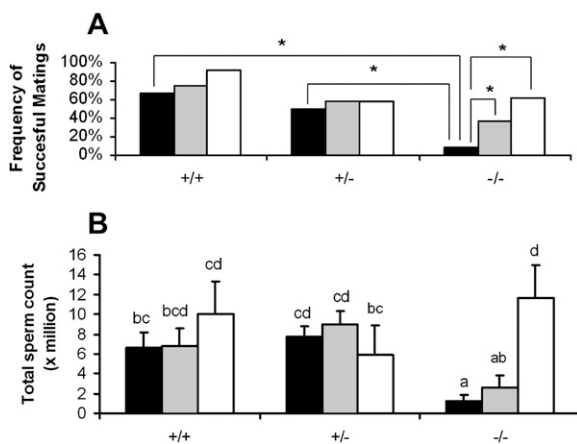 A
Frequency of
Succesful Matings
100%
80%
60%
40%
20%
0%
*
*
*
*
+/+
+/-
-/-
B
Total sperm count
(x million)
16
14
12
10
8
6
4
2
0
bc
bcd
cd
cd
cd
bc
a
ab
d
+/+
+/-
-/-